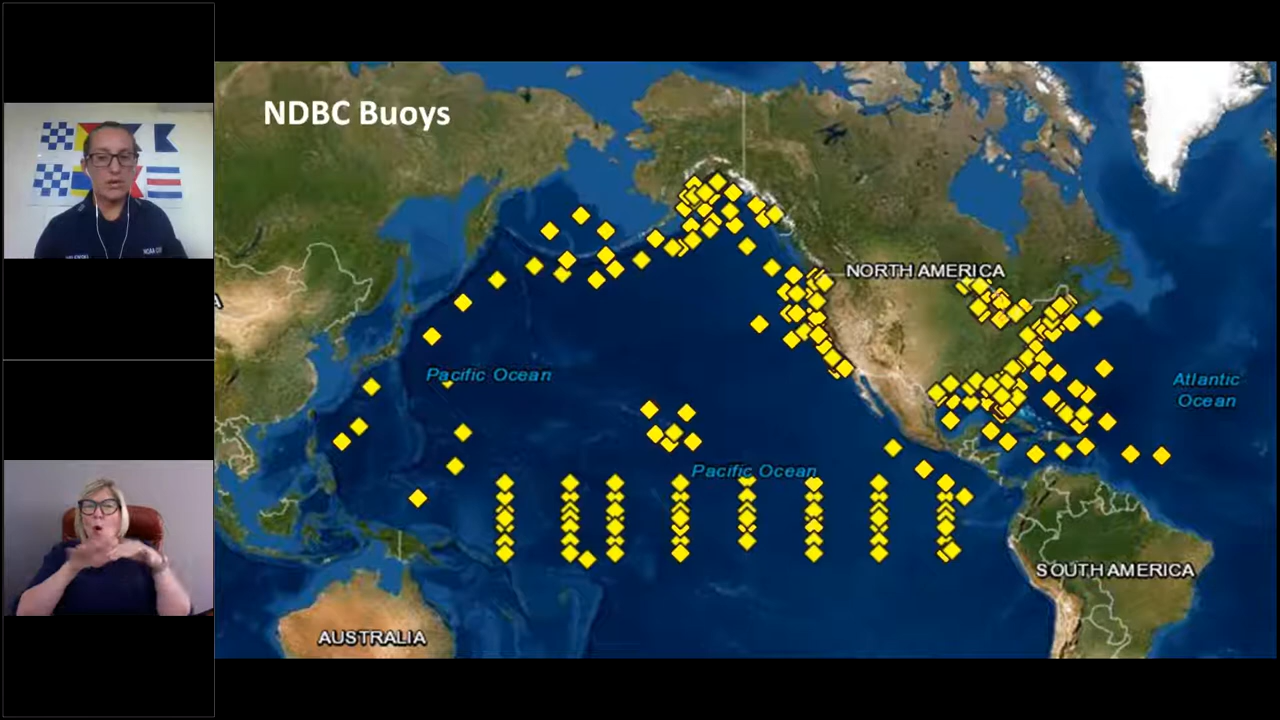 NDBC Buoys
NORTH AMERICA
Pacific Ocean
Atlantic
Ocean
Pacific Ocean
SOUTH AMERICA
AUSTRALIA